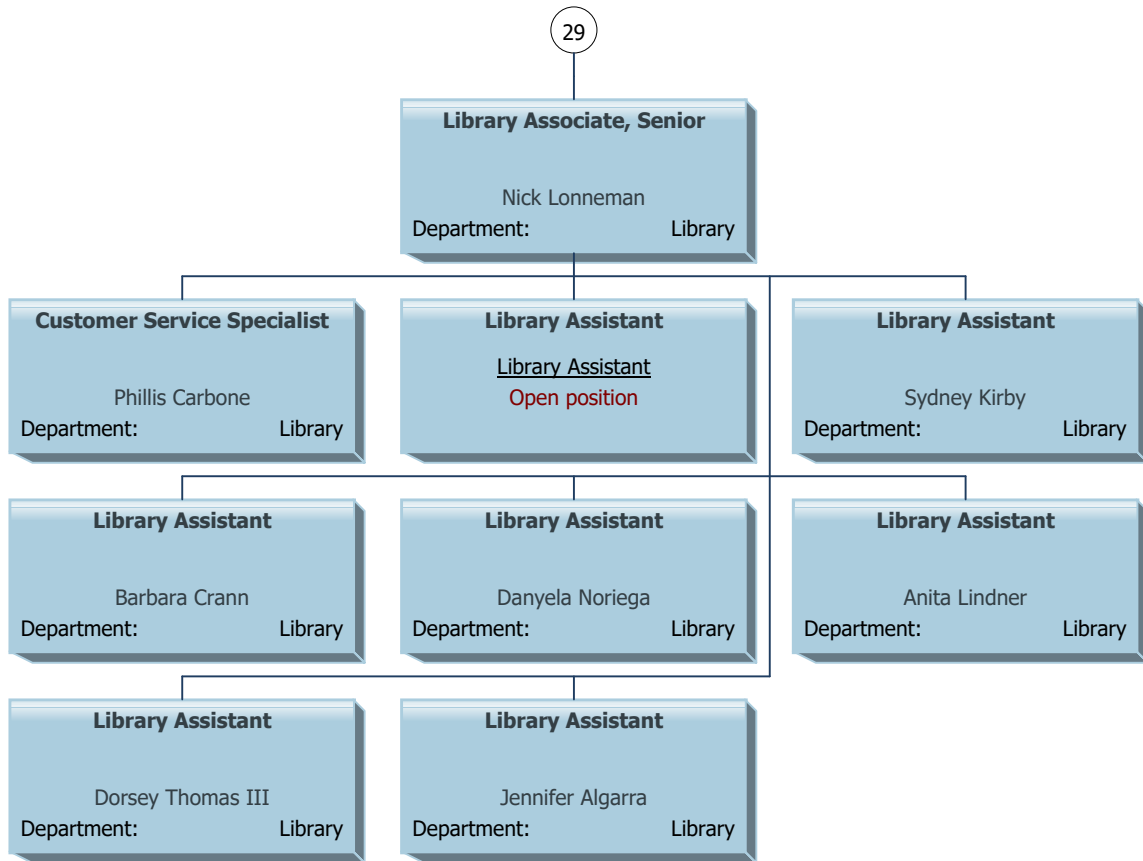 29
Library Associate, Senior
Nick Lonneman
Department: Library
Customer Service Specialist
Phillis Carbone
Department: Library
Library Assistant
Library Assistant
Open position
Library Assistant
Sydney Kirby
Department: Library
Library Assistant
Barbara Crann
Department: Library
Library Assistant
Danyela Noriega
Department: Library
Library Assistant
Anita Lindner
Department: Library
Library Assistant
Dorsey Thomas III
Department: Library
Library Assistant
Jennifer Algarra
Department: Library